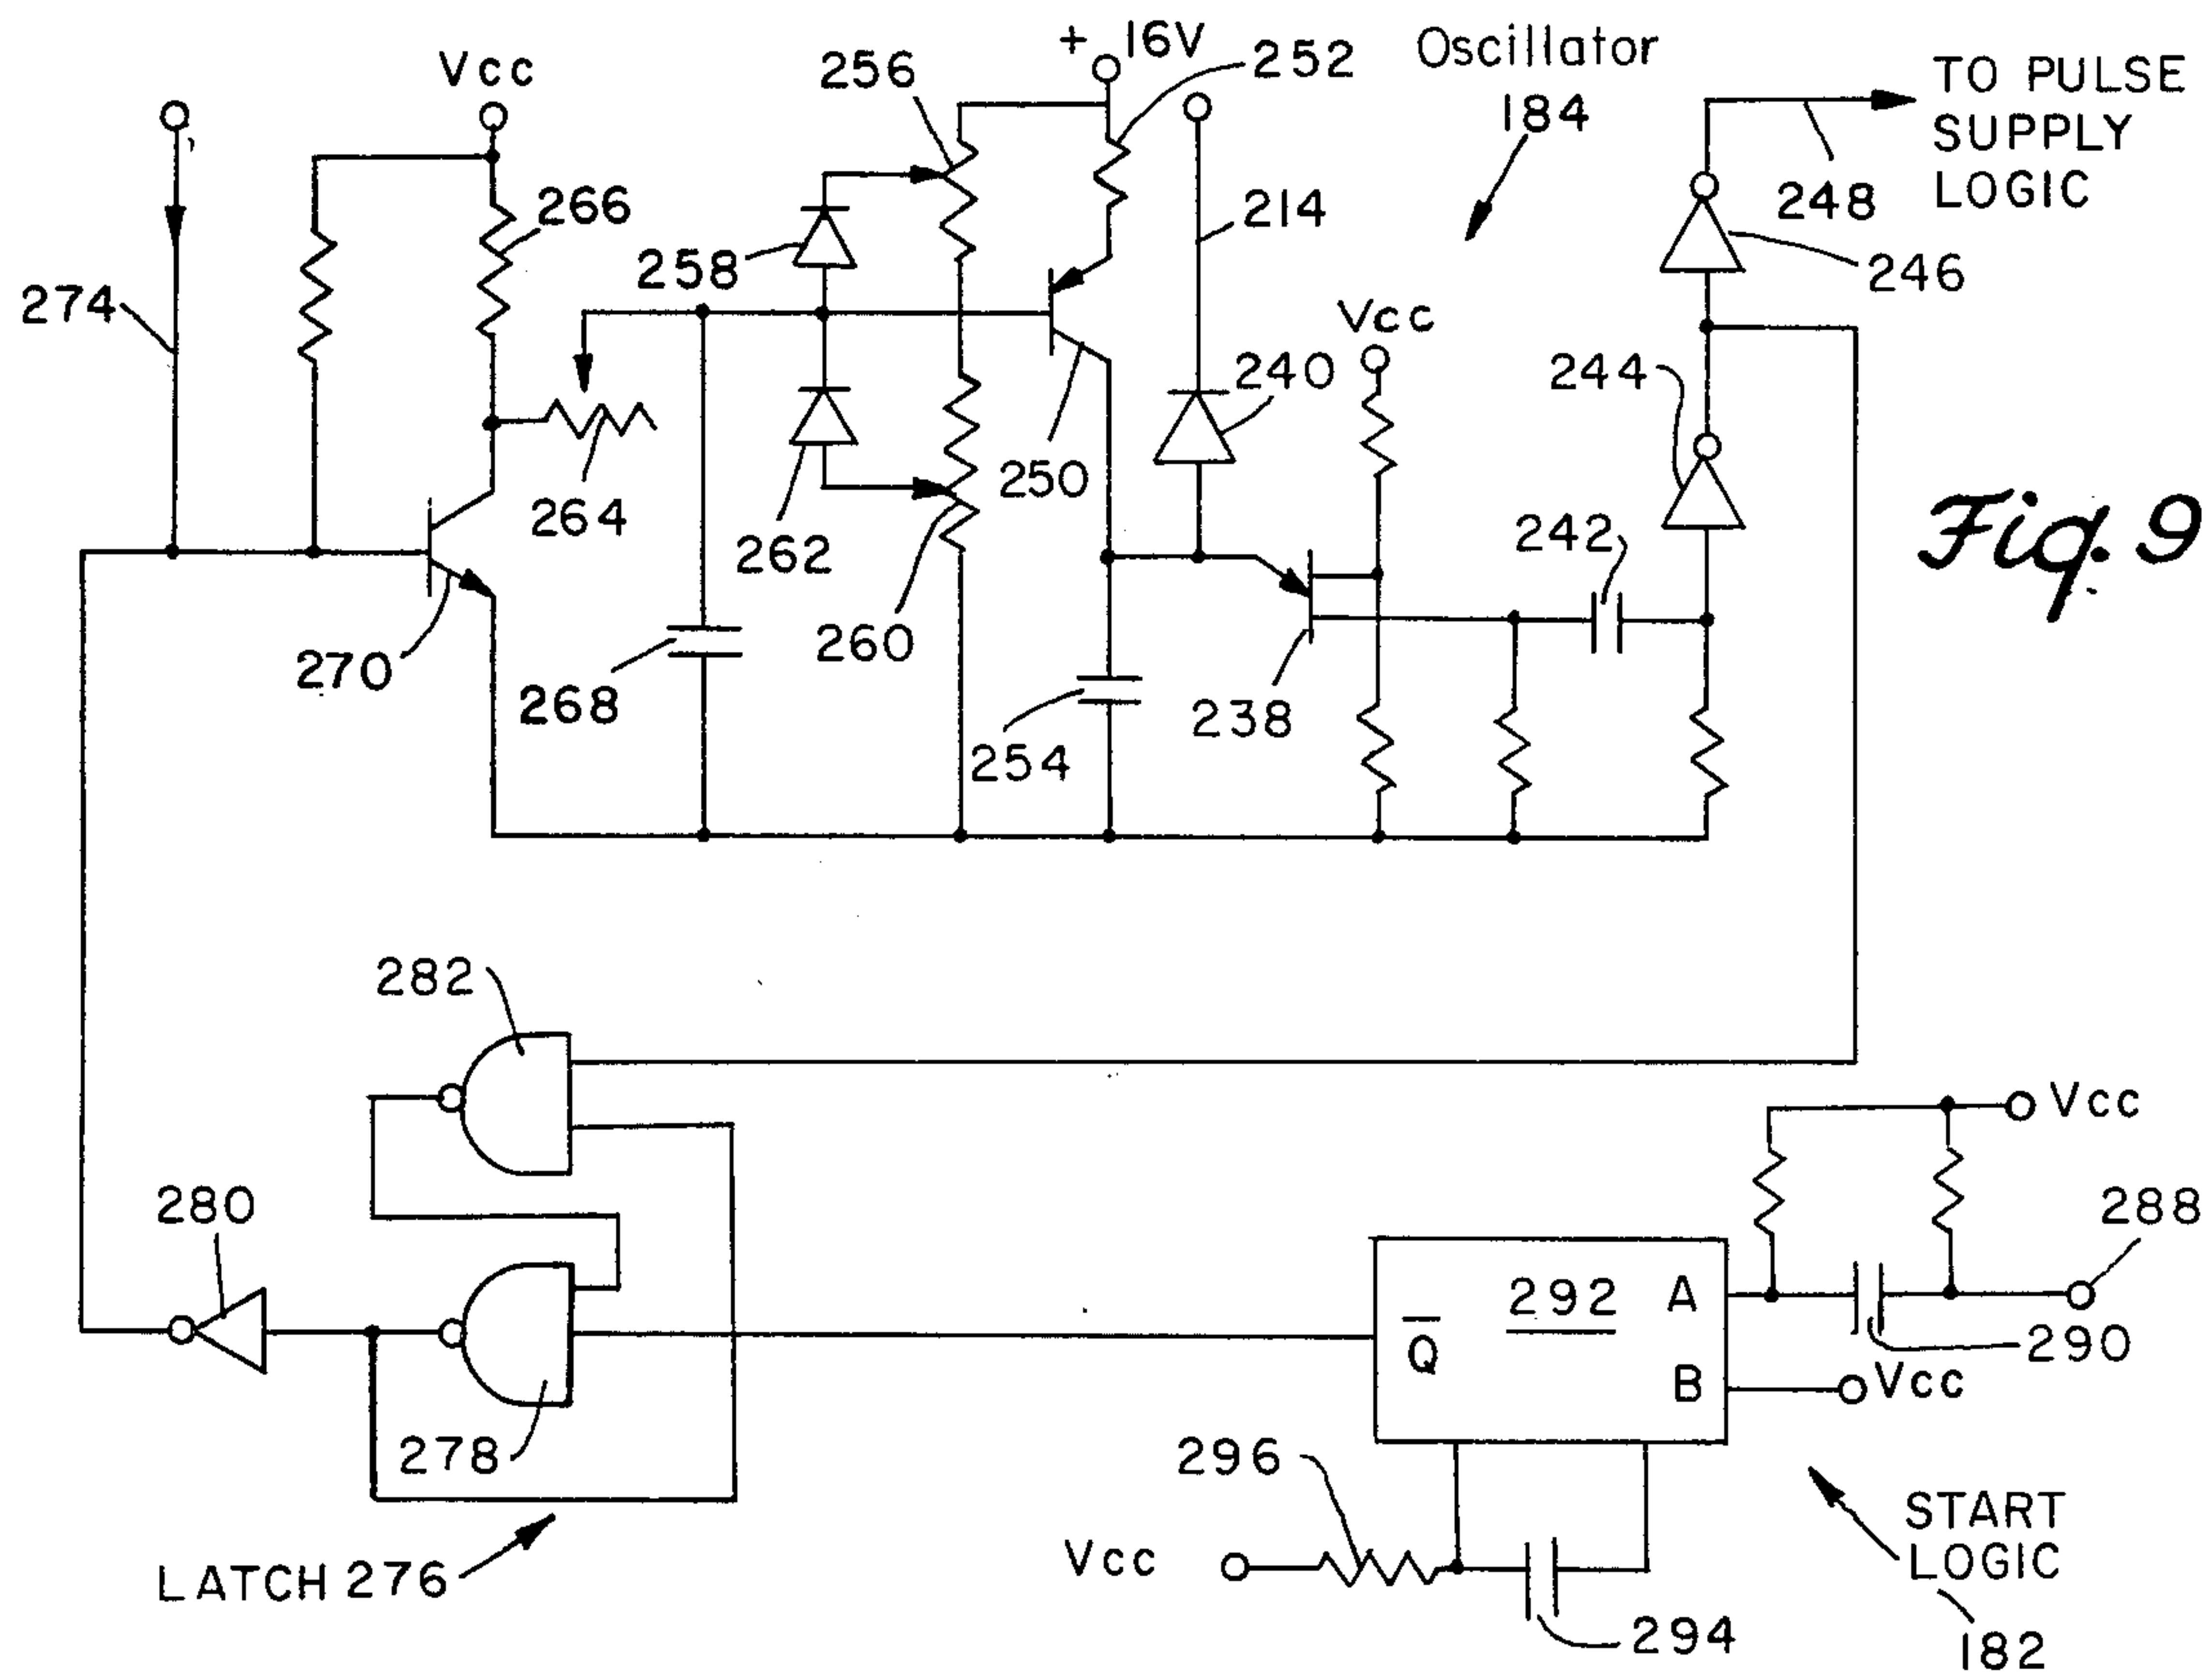 + 16V
Oscillator
184
TO PULSE
SUPPLY
LOGIC
Vcc
256
252
248
266
214
246
258
274
Vcc
240
244
264
250
242
Fig. 9
262
260
270
268
238
254
282
Vcc
280
288
292
A
Q
290
B
Vcc
278
296
START
LOGIC
Vcc
LATCH 276
294
182